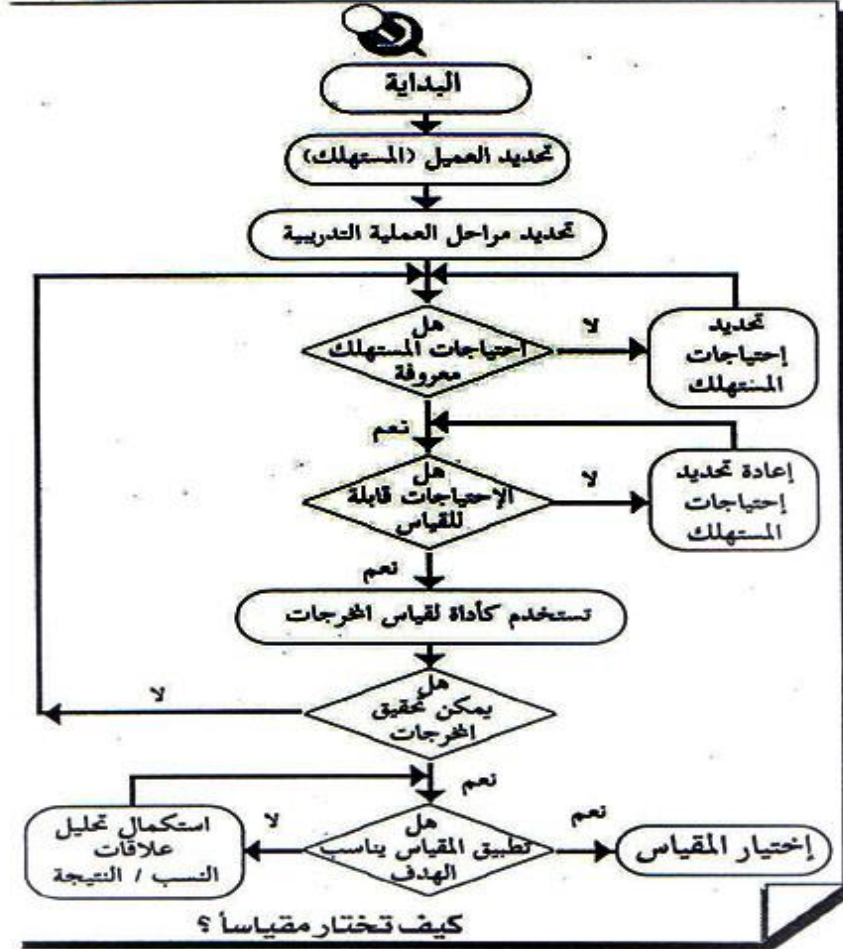 البداية
تحديد العميل (المستهلك)
تحديد مراحل العملية التدريبية
هل
إحتياجات المستهلك
معروفة
لا
تحديد
إحتياجات
المستهلك
نعم
هل
الإحتياجات قابلة
للقياس
لا
إعادة تحديد
إحتياجات
المستهلك
نعم
تستخدم كأداة لقياس المخرجات
هل
يمكن تحقيق
المخرجات
لا
نعم
هل
تطبيق المقياس يناسب
الهدف
نعم
إختيار المقياس
لا
استكمال تحليل
علاقات
النسب / النتيجة
كيف تختار مقياساً ؟